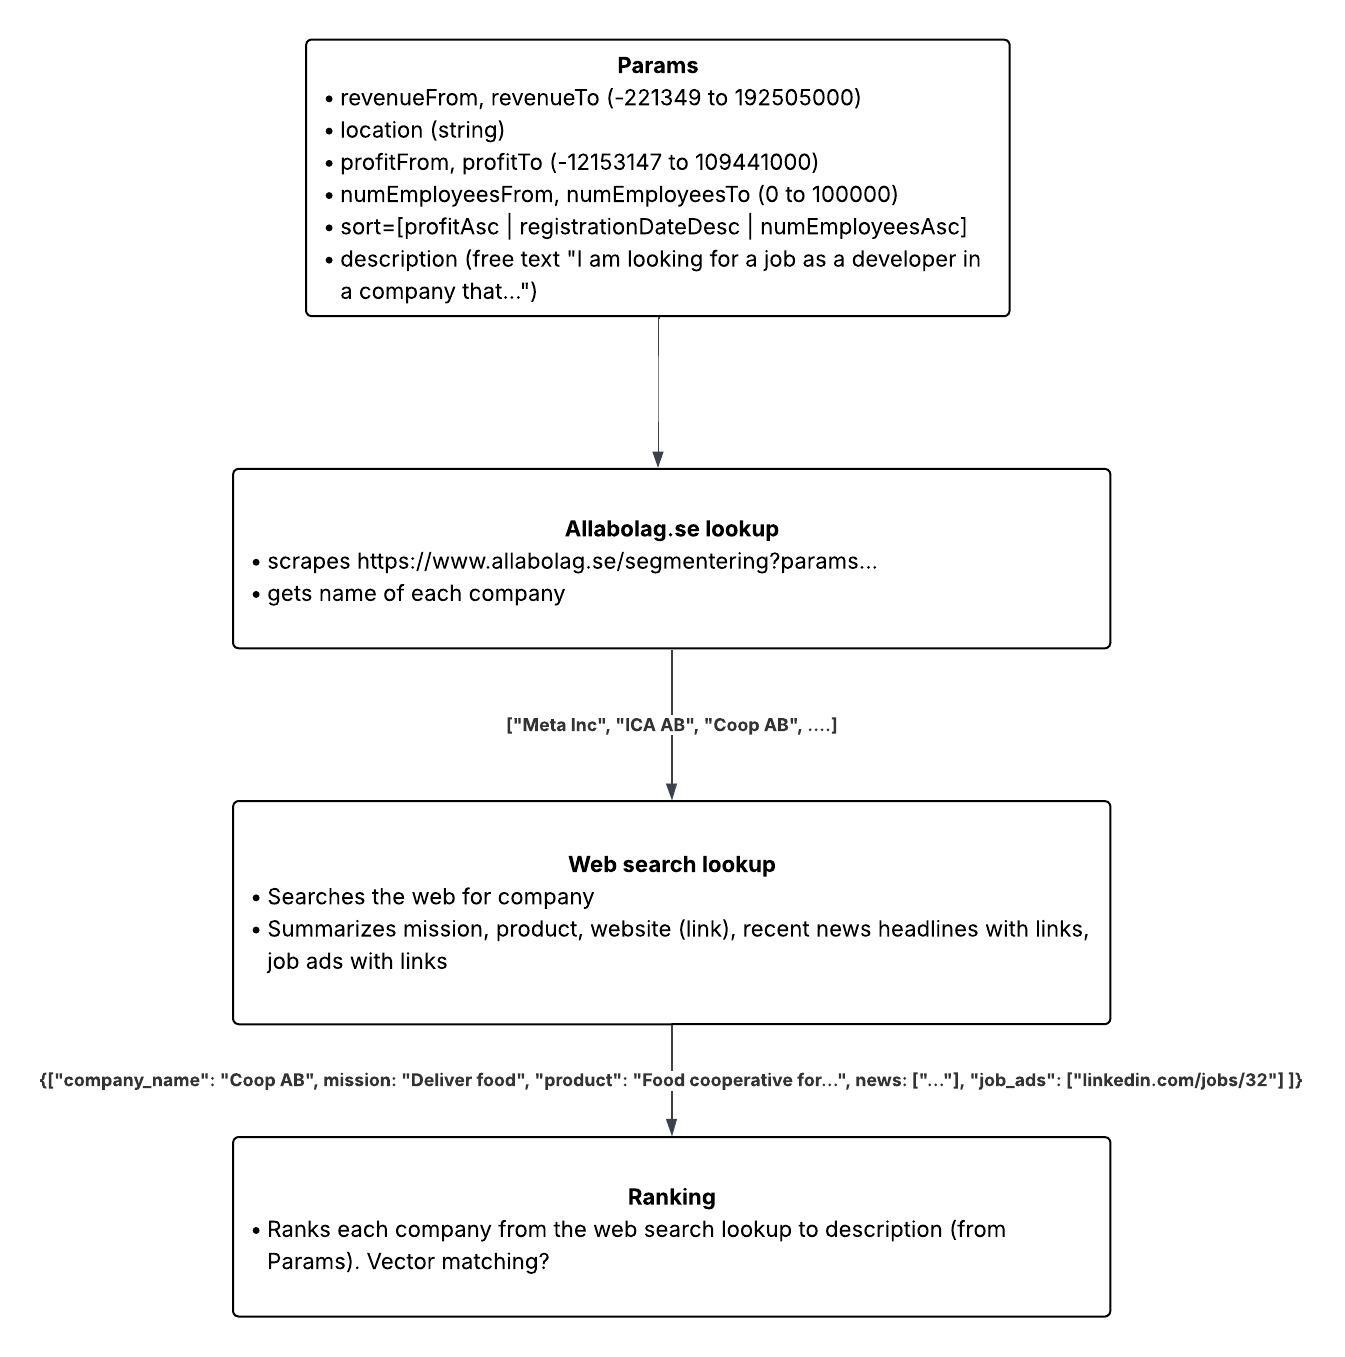 Params
• revenueFrom, revenueTo (-221349 to 192505000)
• location (string)
• profitFrom, profitTo (-12153147 to 109441000)
• numEmployeesFrom, numEmployeesTo (0 to 100000)
• sort=[profitAsc | registrationDateDesc | numEmployeesAsc]
• description (free text "I am looking for a job as a developer in
a company that...")
Allabolag.se lookup
• scrapes https://www.allabolag.se/segmentering?params...
• gets name of each company
["Meta Inc", "ICA AB", "Coop AB", ....]
Web search lookup
• Searches the web for company
• Summarizes mission, product, website (link), recent news headlines with links,
job ads with links
{["company_name": "Coop AB", mission: "Deliver food", "product": "Food cooperative for...", news: ["..."], "job_ads": ["linkedin.com/jobs/32"] ]}
Ranking
• Ranks each company from the web search lookup to description (from
Params). Vector matching?